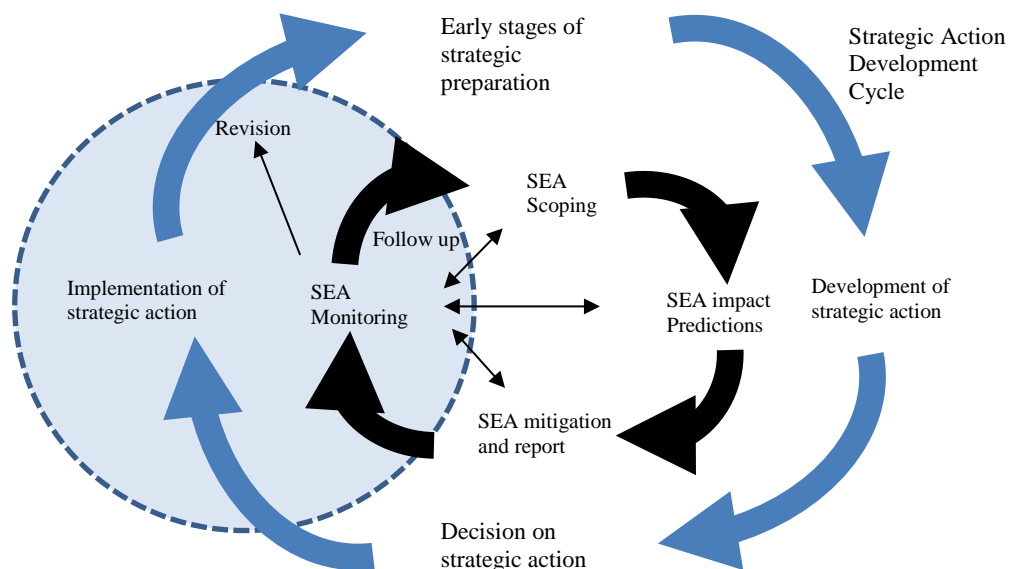 Early stages of
strategic
preparation
Strategic Action
Development
Cycle
Revision
SEA
Scoping
Follow up
Implementation of
strategic action
SEA
Monitoring
SEA impact
Predictions
Development of
strategic action
SEA mitigation
and report
Decision on
strategic action